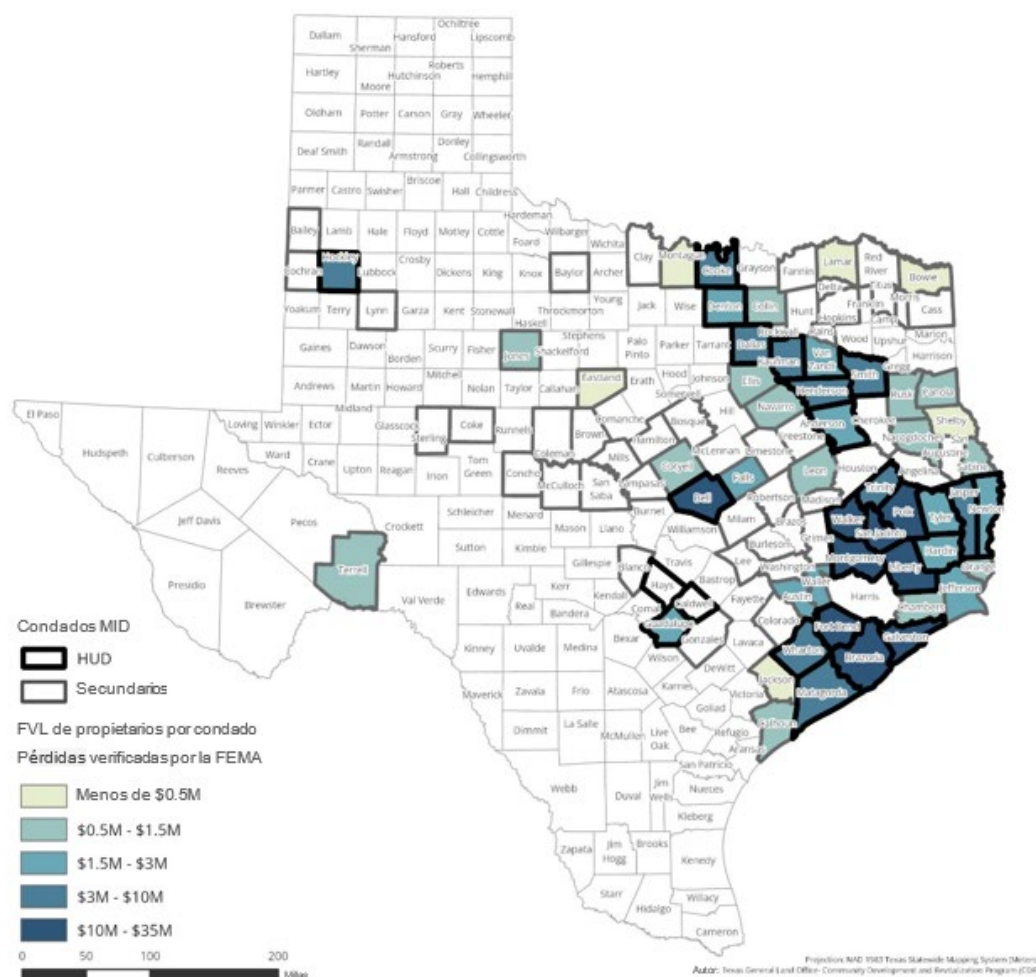 Ochiltree
Dallam Sherman Hansford Lipscomb
Hartley Moore Hutchinson Roberts Hemphill
Oldham Potter Carson Gray Wheeler
Deaf Smith Randall Armstrong Donley Collingsworth
Parmer Castro Swisher Briscoe Hall Childress
Hardeman
Bailey Lamb Hale Floyd Motley Cottle Foard Wilbarger Wichita Clay Montague Cooke Grayson Fannin Lamar Red River Bowie
Cochran Hockley Lubbock Crosby Dickens King Knox Baylor Archer Denton Collin Hunt Delta Hopkins Franklin Titus Morris Camp Cass
Yoakum Terry Lynn Garza Kent Stonewall Haskell Throckmorton Young Jack Wise Rockwall Rains Wood Upshur Marion
Gaines Dawson Borden Scurry Fisher Jones Shackelford Stephens Palo Pinto Parker Tarrant Dallas Kaufman Van Zandt Smith Gregg Harrison
Andrews Martin Howard Mitchell Nolan Taylor Callahan Eastland Erath Hood Somervell Johnson Ellis Henderson Rusk Panola
El Paso Hudspeth Culberson Reeves Loving Winkler Ector Midland Glasscock Sterling Coke Runnels Coleman Brown Comanche Hamilton Bosque Hill Navarro Freestone Anderson Cherokee Nacogdoches Shelby
Ward Crane Upton Reagan Irion Tom Green Concho McCulloch San Saba Mills Lampasas Coryell McLennan Limestone Falls Leon Houston Angelina San Augustine Sabine
Jeff Davis Pecos Crockett Schleicher Menard Mason Llano Burnet Bell Williamson Milam Robertson Brazos Madison Grimes Walker Trinity Polk San Jacinto Tyler Jasper Newton
Presidio Brewster Terrell Sutton Kimble Gillespie Blanco Travis Lee Burleson Washington Montgomery Liberty Hardin Orange
Val Verde Edwards Real Kerr Bandera Kendall Hays Comal Caldwell Bastrop Fayette Austin Waller Harris Chambers Jefferson
Kinney Uvalde Medina Bexar Guadalupe Wilson Gonzales Lavaca Colorado Wharton Fort Bend Brazoria Galveston
Maverick Zavala Frio Atascosa Karnes DeWitt Victoria Jackson Matagorda
Dimmit La Salle McMullen Live Oak Bee Goliad Refugio Calhoun Aransas
Webb Duval Jim Wells San Patricio Nueces Kleberg
Zapata Jim Hogg Brooks Kenedy
Starr Hidalgo Willacy Cameron
Condados MID
HUD
Secundarios
FVL de propietarios por condado
Pérdidas verificadas por la FEMA
Menos de $0.5M
$0.5M - $1.5M
$1.5M - $3M
$3M - $10M
$10M - $35M
0 50 100 200
Millas
Projection: NAD 1983 Texas Statewide Mapping System
Autor: Texas General Land Office- Community Development and Revitalization Program